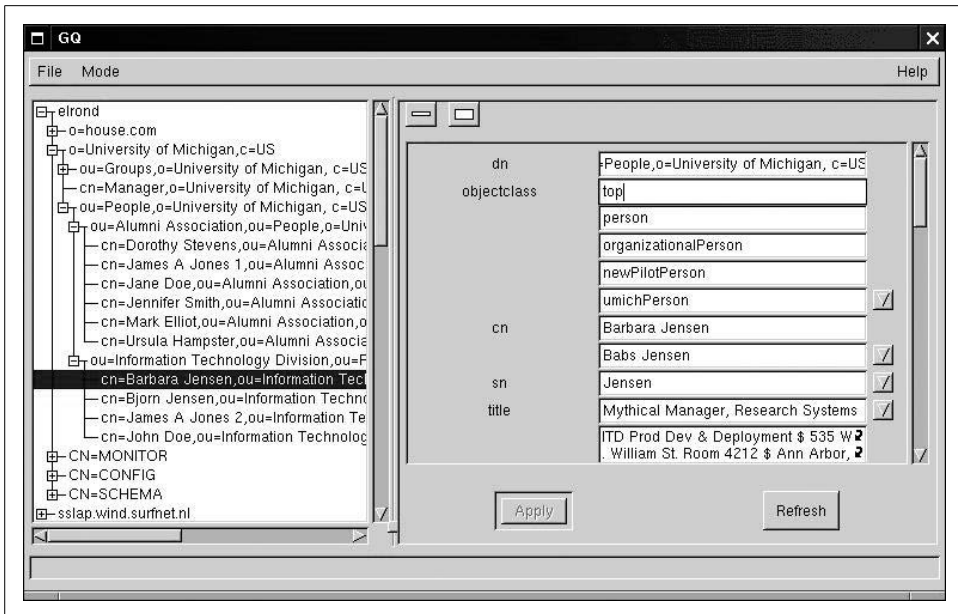 GQ
File Mode Help
elrond
o=house.com
o=University of Michigan,c=US
ou=Groups,o=University of Michigan, c=US
cn=Manager,o=University of Michigan, c=
ou=People,o=University of Michigan, c=US
ou=Alumni Association,ou=People,o=Univ
cn=Dorothy Stevens,ou=Alumni Associa
cn=James A Jones 1,ou=Alumni Assoc
cn=Jane Doe,ou=Alumni Association,ou
cn=Jennifer Smith,ou=Alumni Associatio
cn=Mark Elliot,ou=Alumni Association,o
cn=Ursula Hampster,ou=Alumni Associa
ou=Information Technology Division,ou=P
cn=Barbara Jensen,ou=Information Tecl
cn=Bjorn Jensen,ou=Information Techno
cn=James A Jones 2,ou=Information Te
cn=John Doe,ou=Information Technolog
CN=MONITOR
CN=CONFIG
CN=SCHEMA
sslap.wind.surfnet.nl
dn People,o=University of Michigan, c=US
objectclass top
person
organizationalPerson
newPilotPerson
umichPerson
cn Barbara Jensen
Babs Jensen
sn Jensen
title Mythical Manager, Research Systems
ITD Prod Dev & Deployment $ 535 W
. William St. Room 4212 $ Ann Arbor,
Apply Refresh